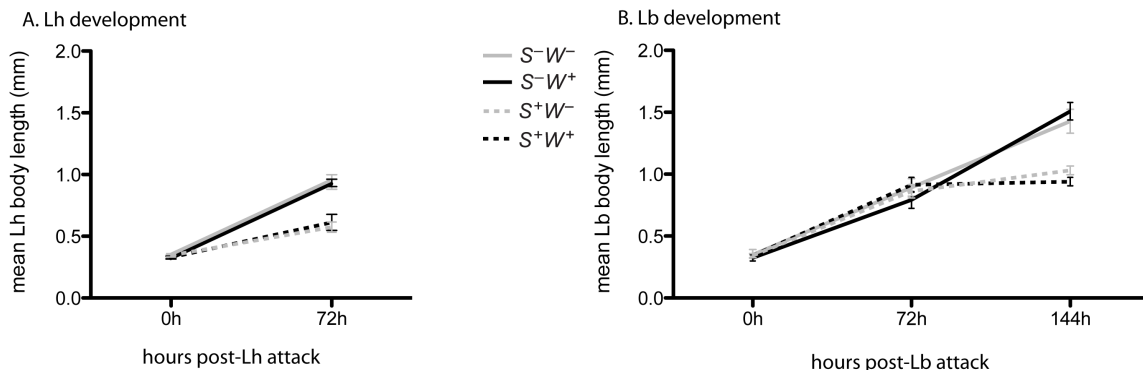 A. Lh development
mean Lh body length (mm)
2.0
1.5
1.0
0.5
0.0
0h
72h
hours post-Lh attack
S⁻W⁻
S⁻W⁺
S⁺W⁻
S⁺W⁺
B. Lb development
mean Lb body length (mm)
2.0
1.5
1.0
0.5
0.0
0h
72h
144h
hours post-Lb attack